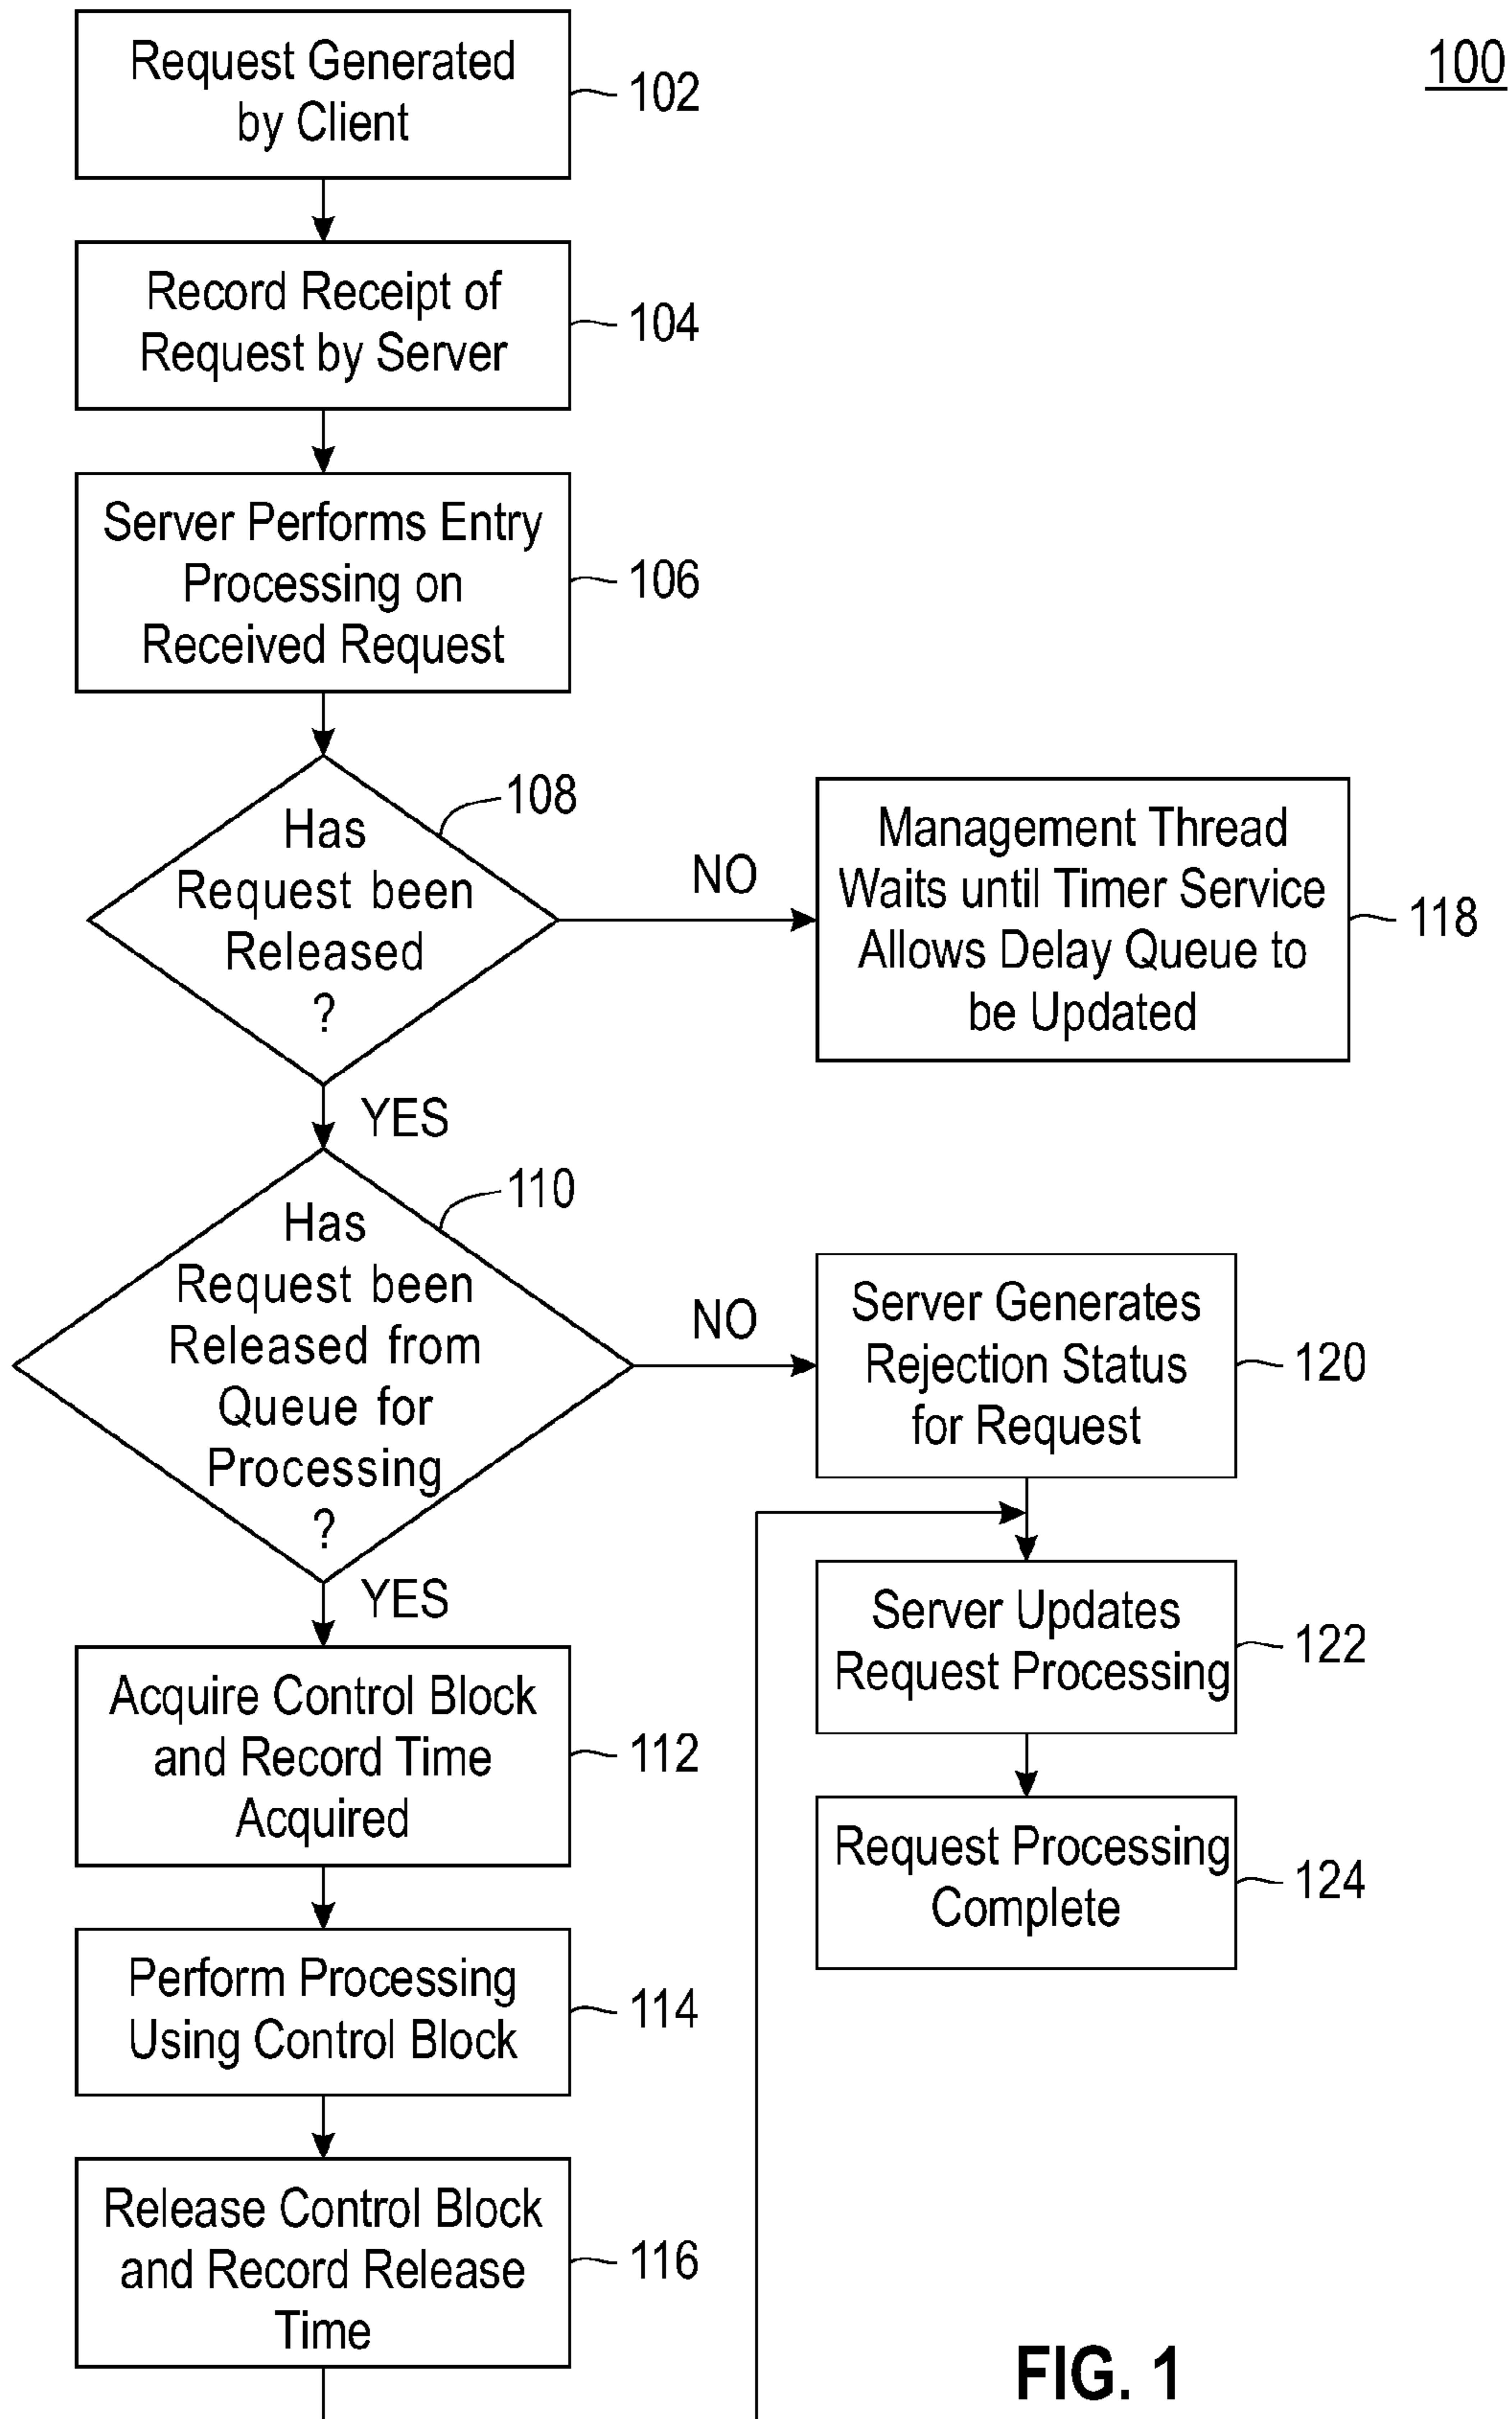 100
Request Generated
by Client
102
Record Receipt of
Request by Server
104
Server Performs Entry
Processing on
Received Request
106
Has
Request been
Released
?
108
NO
Management Thread
Waits until Timer Service
Allows Delay Queue to
be Updated
118
YES
Has
Request been
Released from
Queue for
Processing
?
110
NO
Server Generates
Rejection Status
for Request
120
YES
Server Updates
Request Processing
122
Acquire Control Block
and Record Time
Acquired
112
Request Processing
Complete
124
Perform Processing
Using Control Block
114
Release Control Block
and Record Release
Time
116
FIG. 1